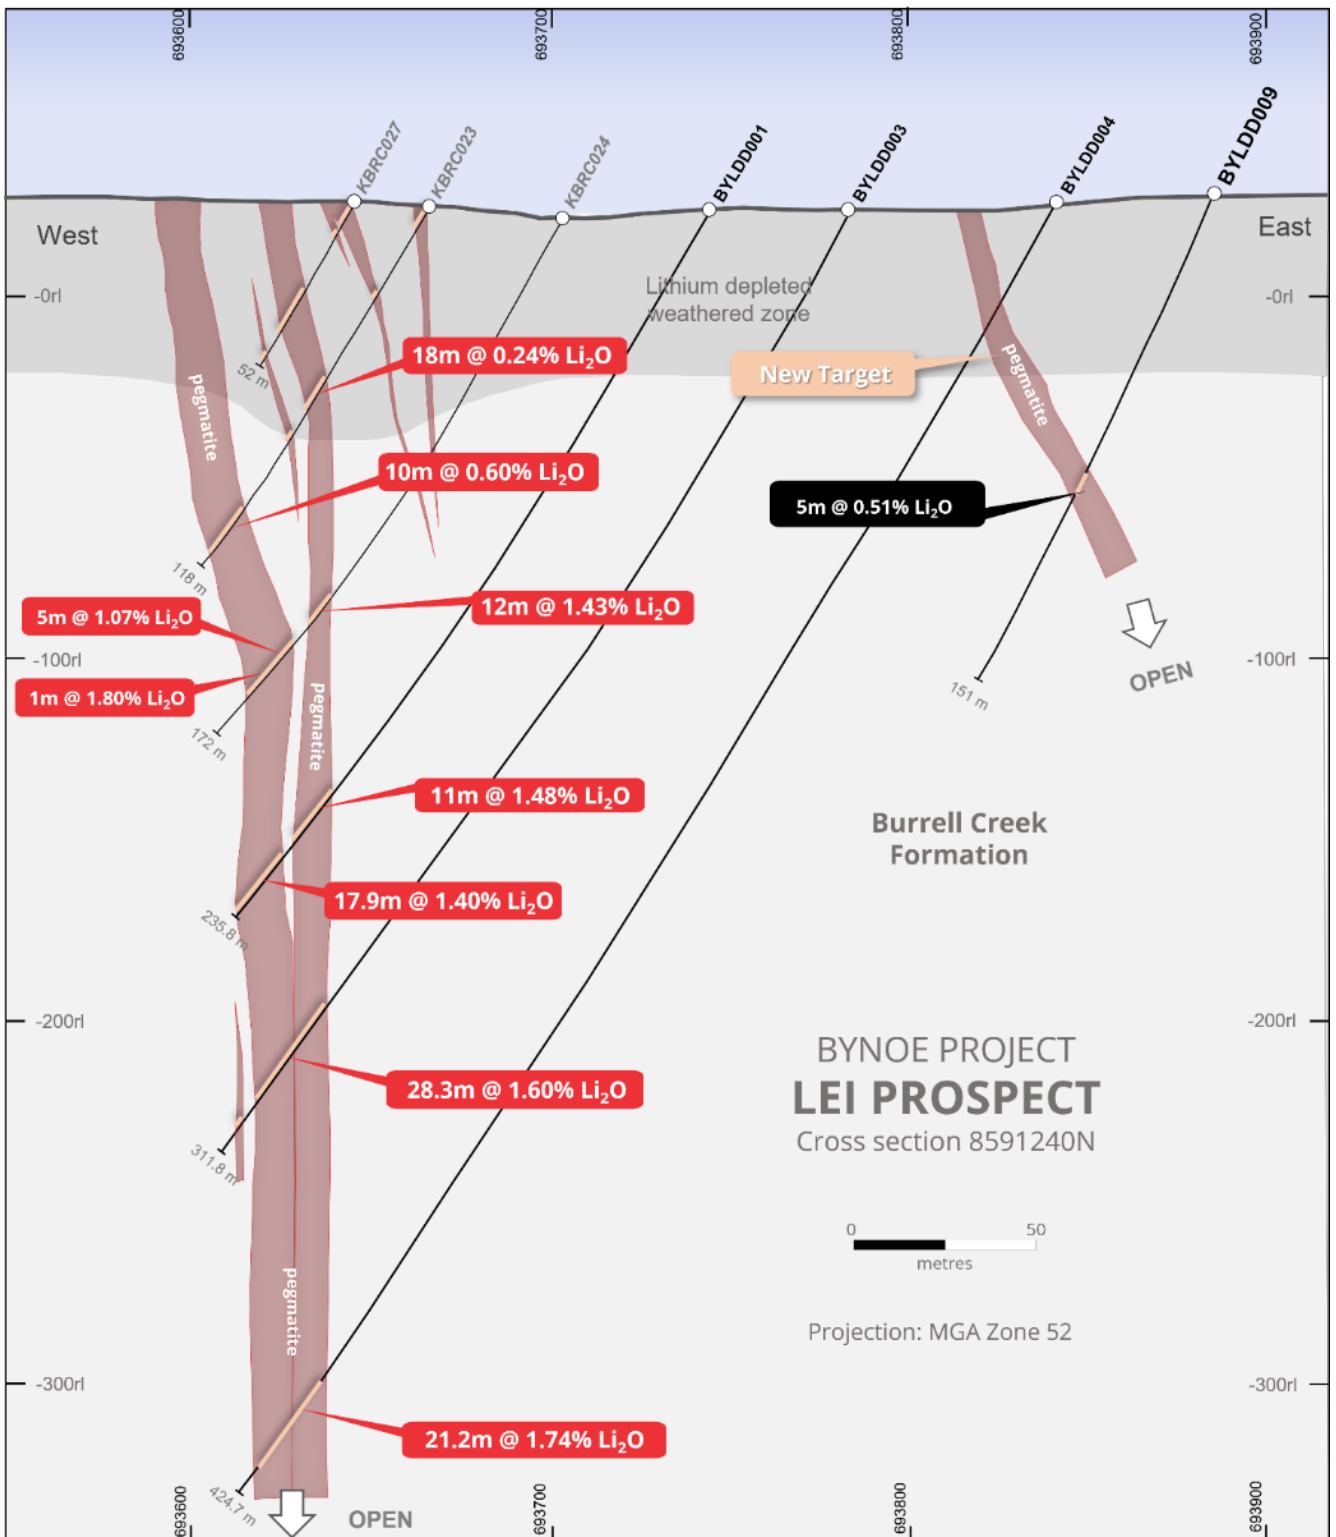 693600
693700
693800
693900
KBRC027
KBRC023
KBRC024
BYLDD001
BYLDD003
BYLDD004
BYLDD009
West
East
Lithium depleted
weathered zone
-0rl
-0rl
52 m
18m @ 0.24% Li₂O
New Target
pegmatite
pegmatite
10m @ 0.60% Li₂O
5m @ 0.51% Li₂O
118 m
5m @ 1.07% Li₂O
12m @ 1.43% Li₂O
-100rl
-100rl
OPEN
151 m
1m @ 1.80% Li₂O
pegmatite
172 m
11m @ 1.48% Li₂O
Burrell Creek
Formation
17.9m @ 1.40% Li₂O
235.8 m
-200rl
-200rl
BYNOE PROJECT
LEI PROSPECT
Cross section 8591240N
28.3m @ 1.60% Li₂O
311.8 m
0 50
metres
pegmatite
Projection: MGA Zone 52
-300rl
-300rl
21.2m @ 1.74% Li₂O
424.7 m
OPEN
693600
693700
693800
693900